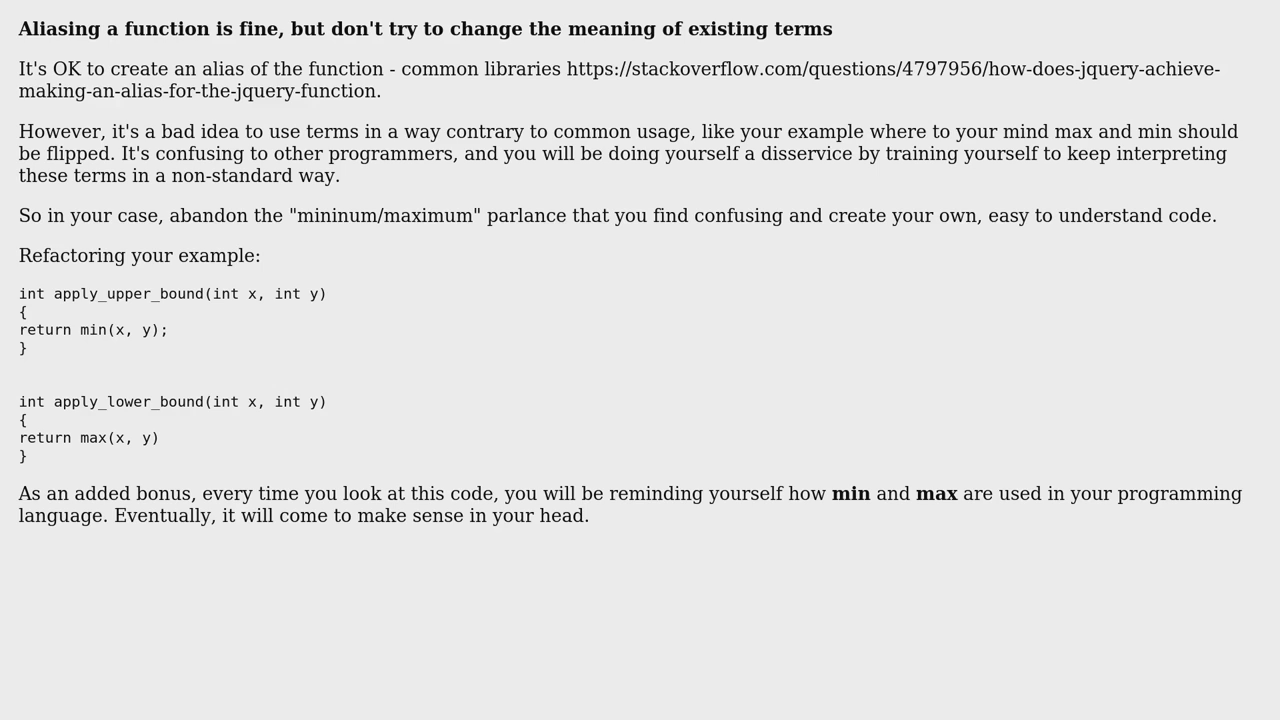 Aliasing a function is fine, but don't try to change the meaning of existing terms
It's OK to create an alias of the function - common libraries https://stackoverflow.com/questions/4797956/how-does-jquery-achieve-
making-an-alias-for-the-jquery-function.
However, it's a bad idea to use terms in a way contrary to common usage, like your example where to your mind max and min should
be flipped. It's confusing to other programmers, and you will be doing yourself a disservice by training yourself to keep interpreting
these terms in a non-standard way.
So in your case, abandon the "mininum/maximum" parlance that you find confusing and create your own, easy to understand code.
Refactoring your example:
int apply_upper_bound(int x, int y)
{
return min(x, y);
}
int apply_lower_bound(int x, int y)
{
return max(x, y)
}
As an added bonus, every time you look at this code, you will be reminding yourself how min and max are used in your programming
language. Eventually, it will come to make sense in your head.